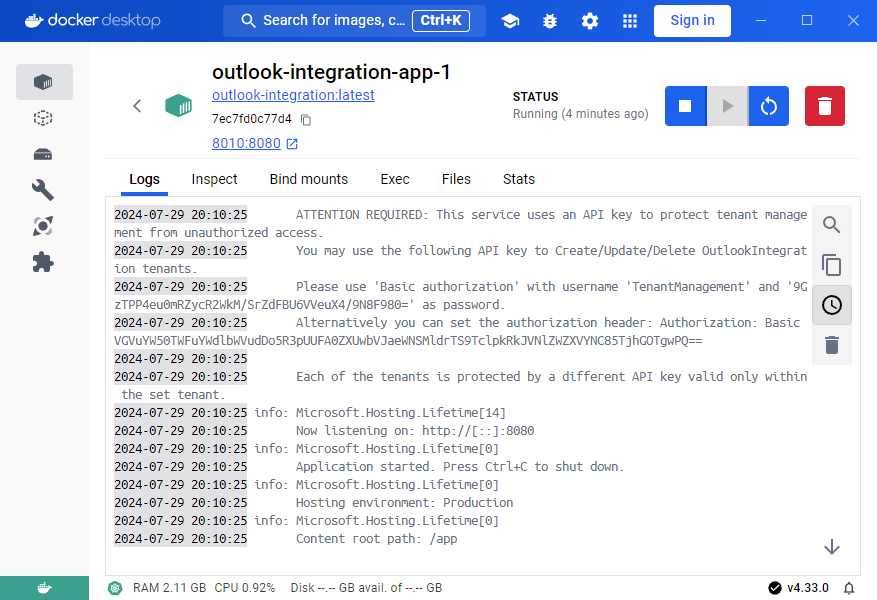 docker desktop
Search for images, c... Ctrl+K
Sign in
outlook-integration-app-1
outlook-integration:latest
7ec7fd0c77d4
8010:8080
STATUS
Running (4 minutes ago)
Logs Inspect Bind mounts Exec Files Stats
2024-07-29 20:10:25 ATTENTION REQUIRED: This service uses an API key to protect tenant manage
ment from unauthorized access.
2024-07-29 20:10:25 You may use the following API key to Create/Update/Delete OutlookIntegrat
ion tenants.
2024-07-29 20:10:25 Please use 'Basic authorization' with username 'TenantManagement' and '9G
zTPP4eu0mRZycR2WkM/SrZdFBU6VVeuX4/9N8F980=' as password.
2024-07-29 20:10:25 Alternatively you can set the authorization header: Authorization: Basic
VGVuYW50TWFuYWdlbWVudDo5R3pUUFA0ZXUwbVJaeWNSMldrTS9TclpkRkJVNlZWZXVYNC85TjhGOTgwPQ==
2024-07-29 20:10:25
2024-07-29 20:10:25 Each of the tenants is protected by a different API key valid only within
the set tenant.
2024-07-29 20:10:25 info: Microsoft.Hosting.Lifetime[14]
2024-07-29 20:10:25 Now listening on: http://[::]:8080
2024-07-29 20:10:25 info: Microsoft.Hosting.Lifetime[0]
2024-07-29 20:10:25 Application started. Press Ctrl+C to shut down.
2024-07-29 20:10:25 info: Microsoft.Hosting.Lifetime[0]
2024-07-29 20:10:25 Hosting environment: Production
2024-07-29 20:10:25 info: Microsoft.Hosting.Lifetime[0]
2024-07-29 20:10:25 Content root path: /app
RAM 2.11 GB CPU 0.92% Disk --.-- GB avail. of --.-- GB
v4.33.0